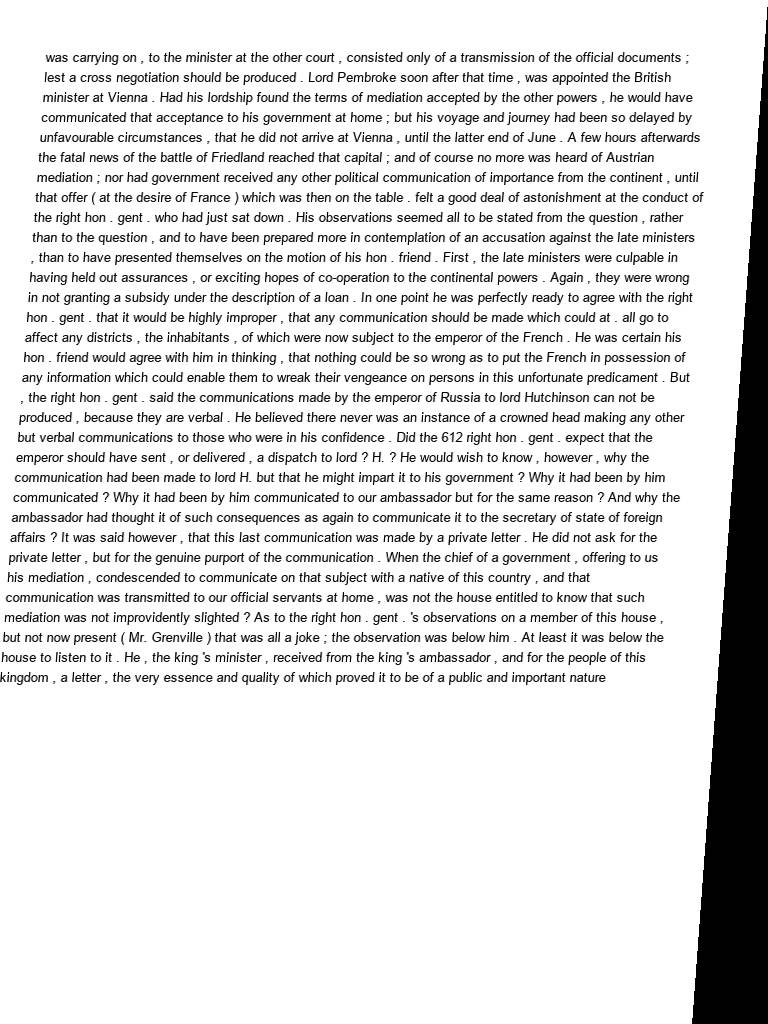 was carrying on , to the minister at the other court , consisted only of a transmission of the official documents ;
lest a cross negotiation should be produced . Lord Pembroke soon after that time , was appointed the British
minister at Vienna . Had his lordship found the terms of mediation accepted by the other powers , he would have
communicated that acceptance to his government at home ; but his voyage and journey had been so delayed by
unfavourable circumstances , that he did not arrive at Vienna , until the latter end of June . A few hours afterwards
the fatal news of the battle of Friedland reached that capital ; and of course no more was heard of Austrian
mediation ; nor had government received any other political communication of importance from the continent , until
that offer ( at the desire of France ) which was then on the table . felt a good deal of astonishment at the conduct of
the right hon . gent . who had just sat down . His observations seemed all to be stated from the question , rather
than to the question , and to have been prepared more in contemplation of an accusation against the late ministers
, than to have presented themselves on the motion of his hon . friend . First , the late ministers were culpable in
having held out assurances , or exciting hopes of co-operation to the continental powers . Again , they were wrong
in not granting a subsidy under the description of a loan . In one point he was perfectly ready to agree with the right
hon . gent . that it would be highly improper , that any communication should be made which could at . all go to
affect any districts , the inhabitants , of which were now subject to the emperor of the French . He was certain his
hon . friend would agree with him in thinking , that nothing could be so wrong as to put the French in possession of
any information which could enable them to wreak their vengeance on persons in this unfortunate predicament . But
, the right hon . gent . said the communications made by the emperor of Russia to lord Hutchinson can not be
produced , because they are verbal . He believed there never was an instance of a crowned head making any other
but verbal communications to those who were in his confidence . Did the 612 right hon . gent . expect that the
emperor should have sent , or delivered , a dispatch to lord ? H. ? He would wish to know , however , why the
communication had been made to lord H. but that he might impart it to his government ? Why it had been by him
communicated ? Why it had been by him communicated to our ambassador but for the same reason ? And why the
ambassador had thought it of such consequences as again to communicate it to the secretary of state of foreign
affairs ? It was said however , that this last communication was made by a private letter . He did not ask for the
private letter , but for the genuine purport of the communication . When the chief of a government , offering to us
his mediation , condescended to communicate on that subject with a native of this country , and that
communication was transmitted to our official servants at home , was not the house entitled to know that such
mediation was not improvidently slighted ? As to the right hon . gent . 's observations on a member of this house ,
but not now present ( Mr. Grenville ) that was all a joke ; the observation was below him . At least it was below the
house to listen to it . He , the king 's minister , received from the king 's ambassador , and for the people of this
kingdom , a letter , the very essence and quality of which proved it to be of a public and important nature